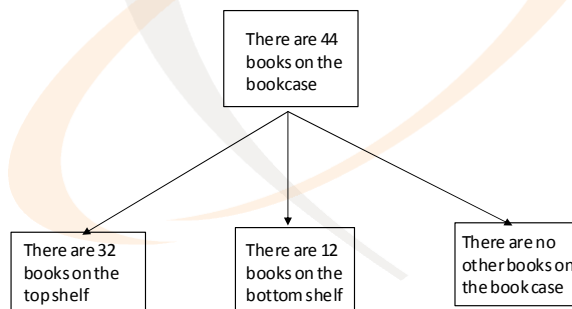 There are 44
books on the
bookcase
There are 32
books on the
top shelf
There are 12
books on the
bottom shelf
There are no
other books on
the book case